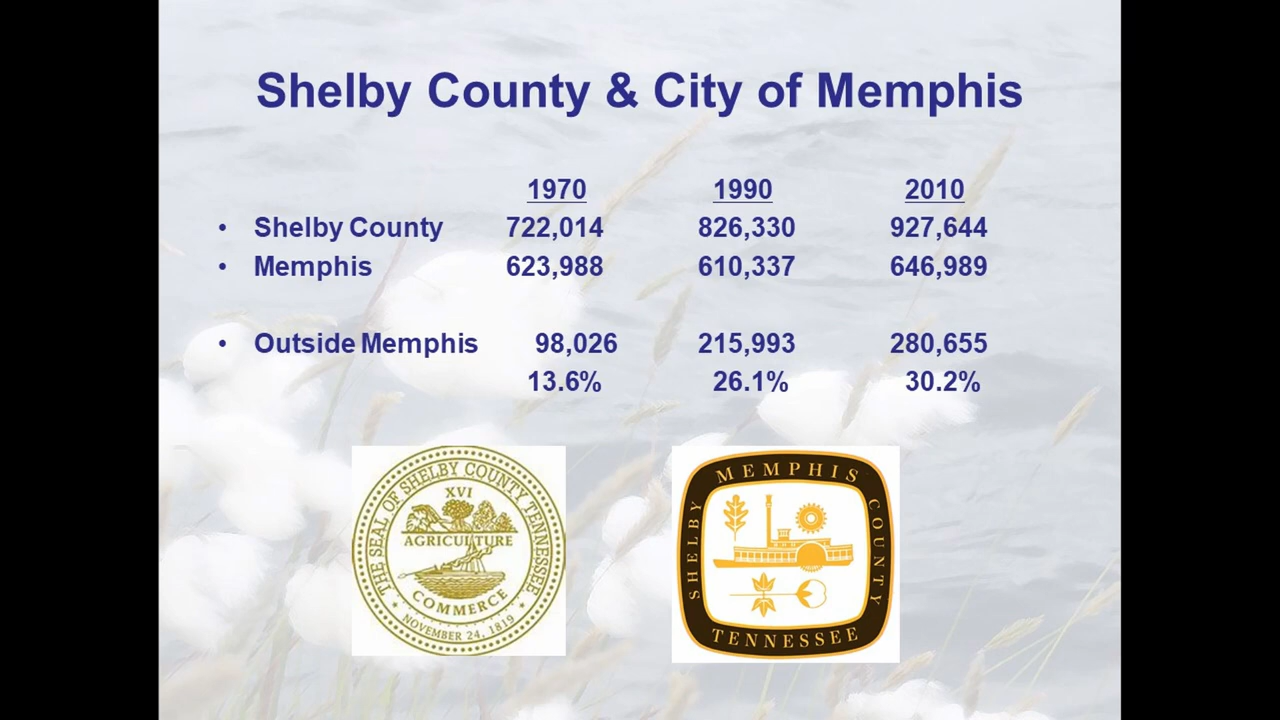 Shelby County & City of Memphis
1970 1990 2010
• Shelby County 722,014 826,330 927,644
• Memphis 623,988 610,337 646,989
• Outside Memphis 98,026 215,993 280,655
13.6% 26.1% 30.2%
THE SEAL OF SHELBY COUNTY TENNESSEE
XVI
AGRICULTURE
COMMERCE
NOVEMBER 24, 1819
MEMPHIS
SHELBY
COUNTY
TENNESSEE